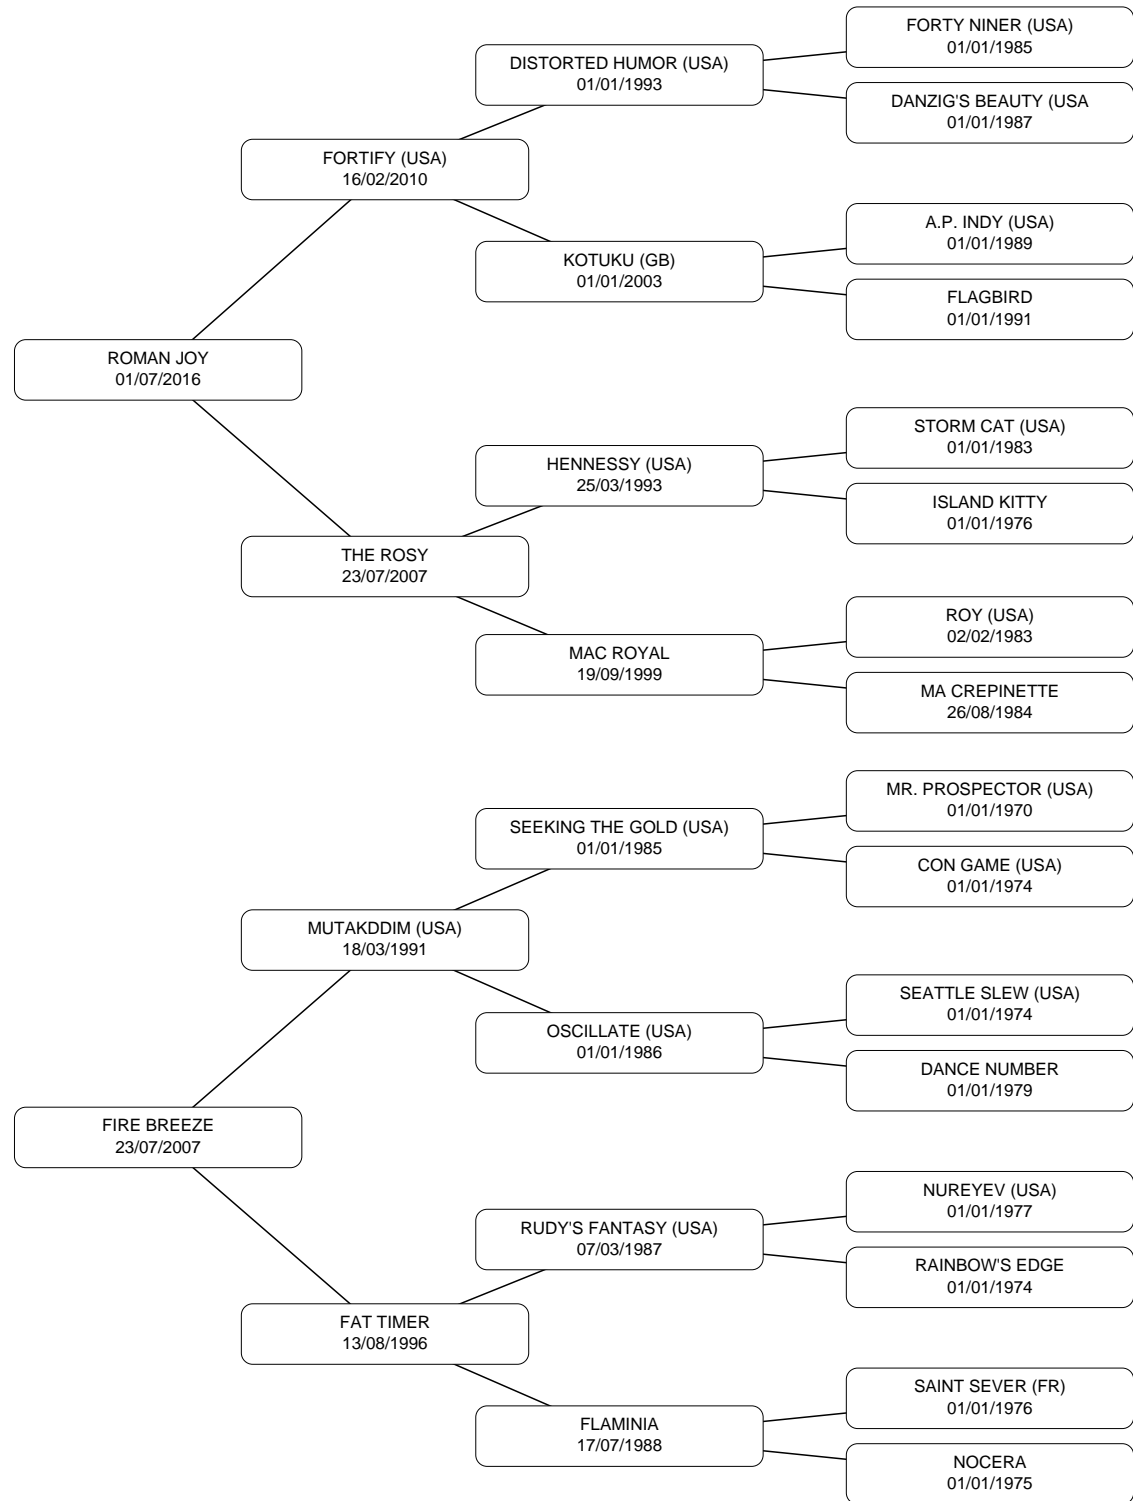 FORTY NINER (USA)
01/01/1985
DISTORTED HUMOR (USA)
01/01/1993
DANZIG'S BEAUTY (USA
01/01/1987
FORTIFY (USA)
16/02/2010
A.P. INDY (USA)
01/01/1989
KOTUKU (GB)
01/01/2003
FLAGBIRD
01/01/1991
ROMAN JOY
01/07/2016
STORM CAT (USA)
01/01/1983
HENNESSY (USA)
25/03/1993
ISLAND KITTY
01/01/1976
THE ROSY
23/07/2007
ROY (USA)
02/02/1983
MAC ROYAL
19/09/1999
MA CREPINETTE
26/08/1984
MR. PROSPECTOR (USA)
01/01/1970
SEEKING THE GOLD (USA)
01/01/1985
CON GAME (USA)
01/01/1974
MUTAKDDIM (USA)
18/03/1991
SEATTLE SLEW (USA)
01/01/1974
OSCILLATE (USA)
01/01/1986
DANCE NUMBER
01/01/1979
FIRE BREEZE
23/07/2007
NUREYEV (USA)
01/01/1977
RUDY'S FANTASY (USA)
07/03/1987
RAINBOW'S EDGE
01/01/1974
FAT TIMER
13/08/1996
SAINT SEVER (FR)
01/01/1976
FLAMINIA
17/07/1988
NOCERA
01/01/1975